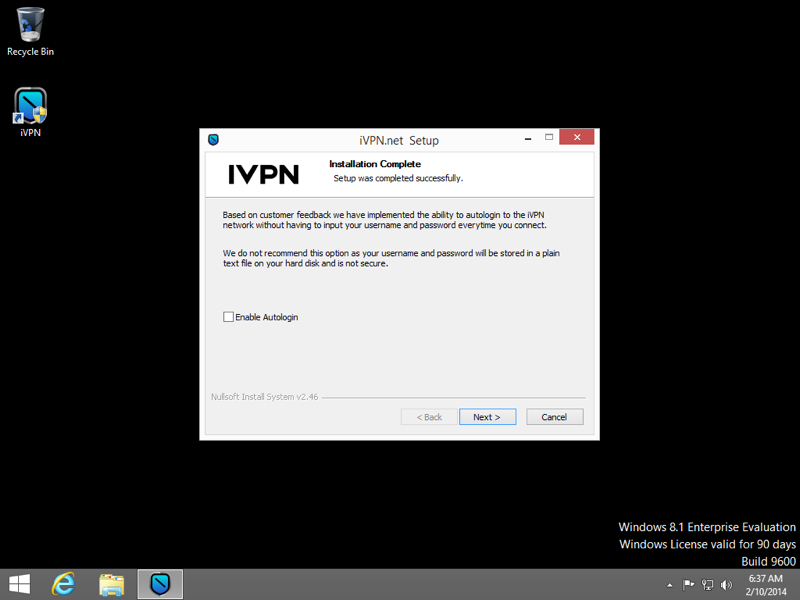 Recycle Bin
iVPN
iVPN.net Setup
IVPN
Installation Complete
Setup was completed successfully.
Based on customer feedback we have implemented the ability to autologin to the iVPN
network without having to input your username and password everytime you connect.
We do not recommend this option as your username and password will be stored in a plain
text file on your hard disk and is not secure.
Enable Autologin
Nullsoft Install System v2.46
< Back
Next >
Cancel
Windows 8.1 Enterprise Evaluation
Windows License valid for 90 days
Build 9600
6:37 AM
2/10/2014